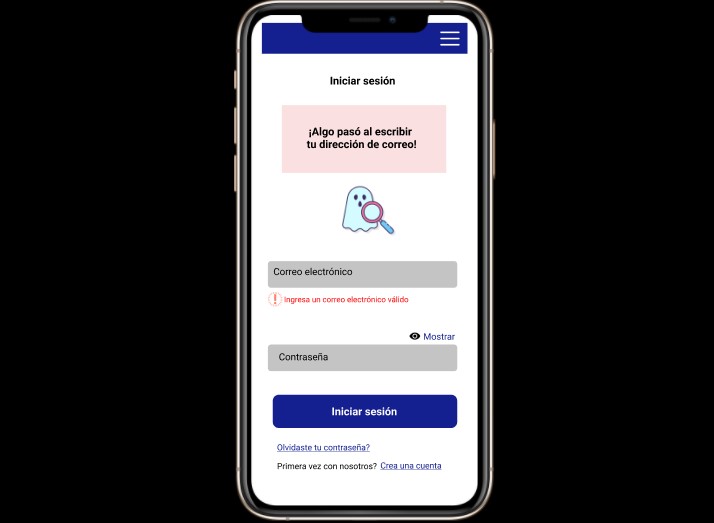 Iniciar sesión
¡Algo pasó al escribir
tu dirección de correo!
Correo electrónico
Ingresa un correo electrónico válido
Mostrar
Contraseña
Iniciar sesión
Olvidaste tu contraseña?
Primera vez con nosotros? Crea una cuenta